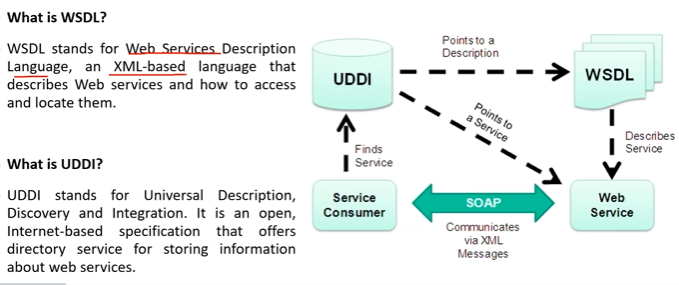 What is WSDL?
WSDL stands for Web Services Description
Language, an XML-based language that
describes Web services and how to access
and locate them.
What is UDDI?
UDDI stands for Universal Description,
Discovery and Integration. It is an open,
Internet-based specification that offers
directory service for storing information
about web services.
Points to a
Description
UDDI
WSDL
Points to
a Service
Describes
Service
Finds
Service
Service
Consumer
SOAP
Web
Service
Communicates
via XML
Messages